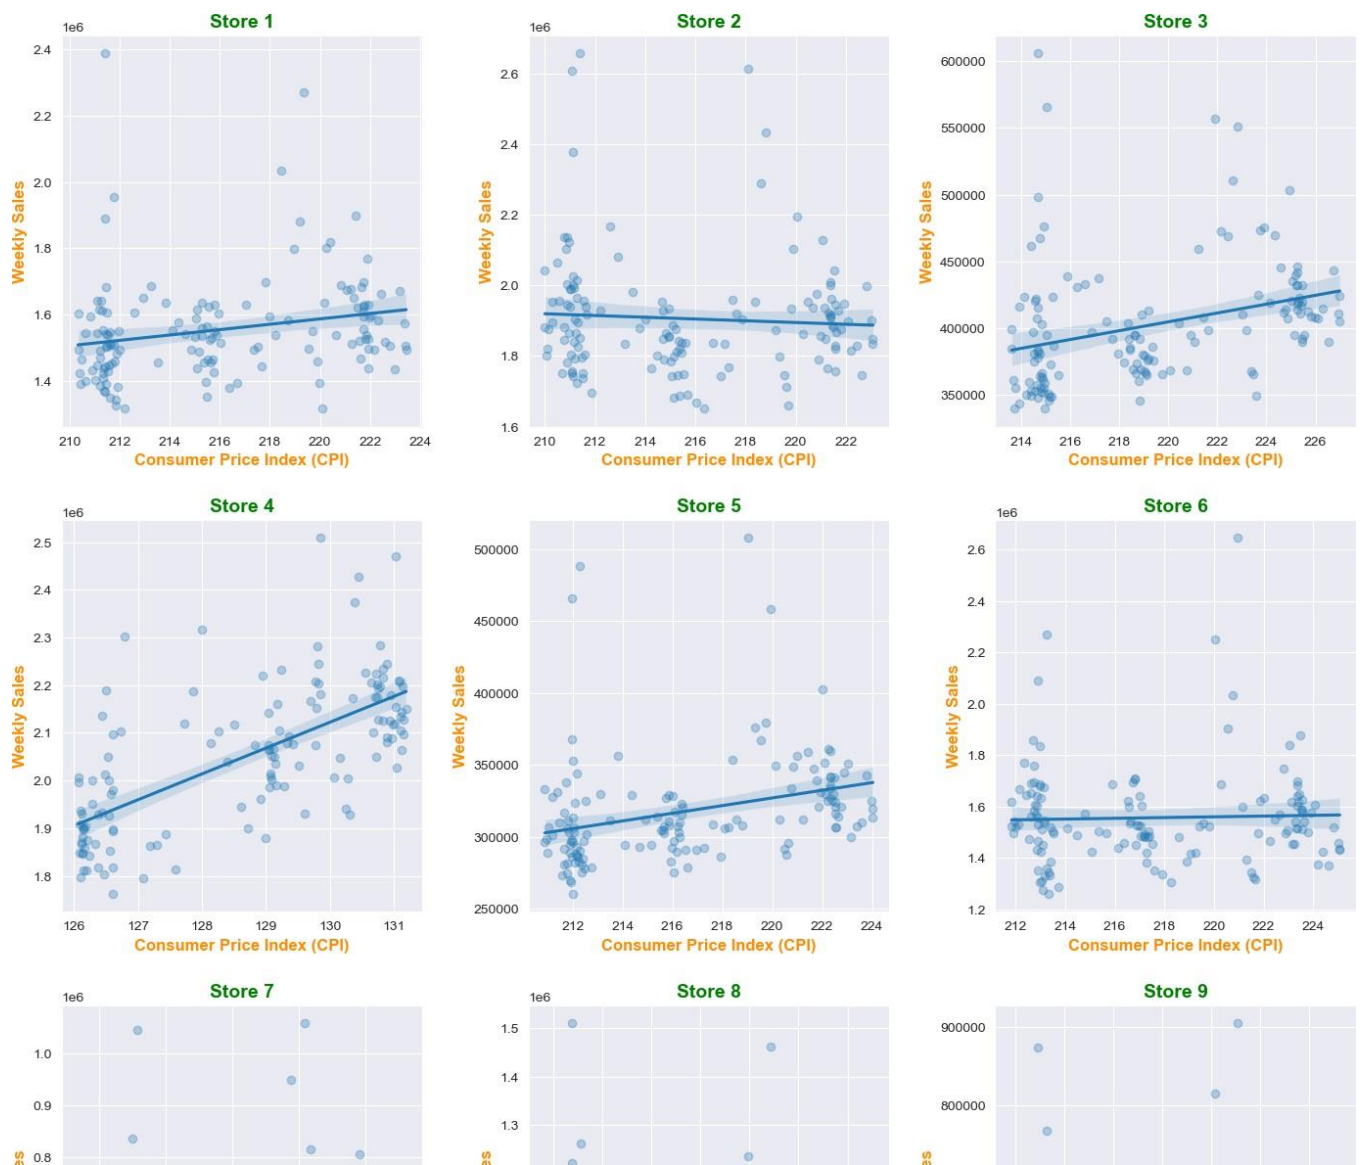 Store 1
1e6
2.4
2.2
2.0
1.8
1.6
1.4
Weekly Sales
210 212 214 216 218 220 222 224
Consumer Price Index (CPI)
Store 2
1e6
2.6
2.4
2.2
2.0
1.8
1.6
Weekly Sales
210 212 214 216 218 220 222
Consumer Price Index (CPI)
Store 3
600000
550000
500000
450000
400000
350000
Weekly Sales
214 216 218 220 222 224 226
Consumer Price Index (CPI)
Store 4
1e6
2.5
2.4
2.3
2.2
2.1
2.0
1.9
1.8
Weekly Sales
126 127 128 129 130 131
Consumer Price Index (CPI)
Store 5
500000
450000
400000
350000
300000
250000
Weekly Sales
212 214 216 218 220 222 224
Consumer Price Index (CPI)
Store 6
1e6
2.6
2.4
2.2
2.0
1.8
1.6
1.4
1.2
Weekly Sales
212 214 216 218 220 222 224
Consumer Price Index (CPI)
Store 7
1e6
1.0
0.9
0.8
Store 8
1e6
1.5
1.4
1.3
Store 9
900000
800000